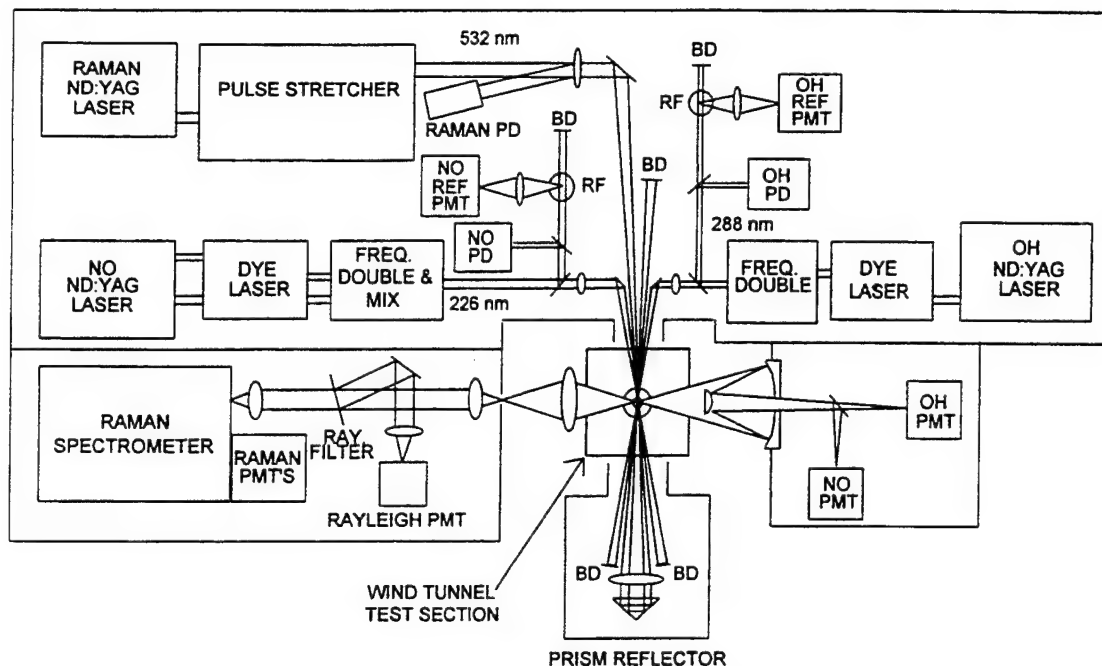 532 nm
RAMAN
ND:YAG
LASER
PULSE STRETCHER
RAMAN PD
BD
RF
OH
REF
PMT
BD
NO
REF
PMT
RF
BD
OH
PD
288 nm
NO
PD
NO
ND:YAG
LASER
DYE
LASER
FREQ.
DOUBLE &
MIX
226 nm
FREQ.
DOUBLE
DYE
LASER
OH
ND:YAG
LASER
RAMAN
SPECTROMETER
RAMAN
PMT'S
RAY.
FILTER
RAYLEIGH PMT
OH
PMT
NO
PMT
WIND TUNNEL
TEST SECTION
BD
BD
PRISM REFLECTOR